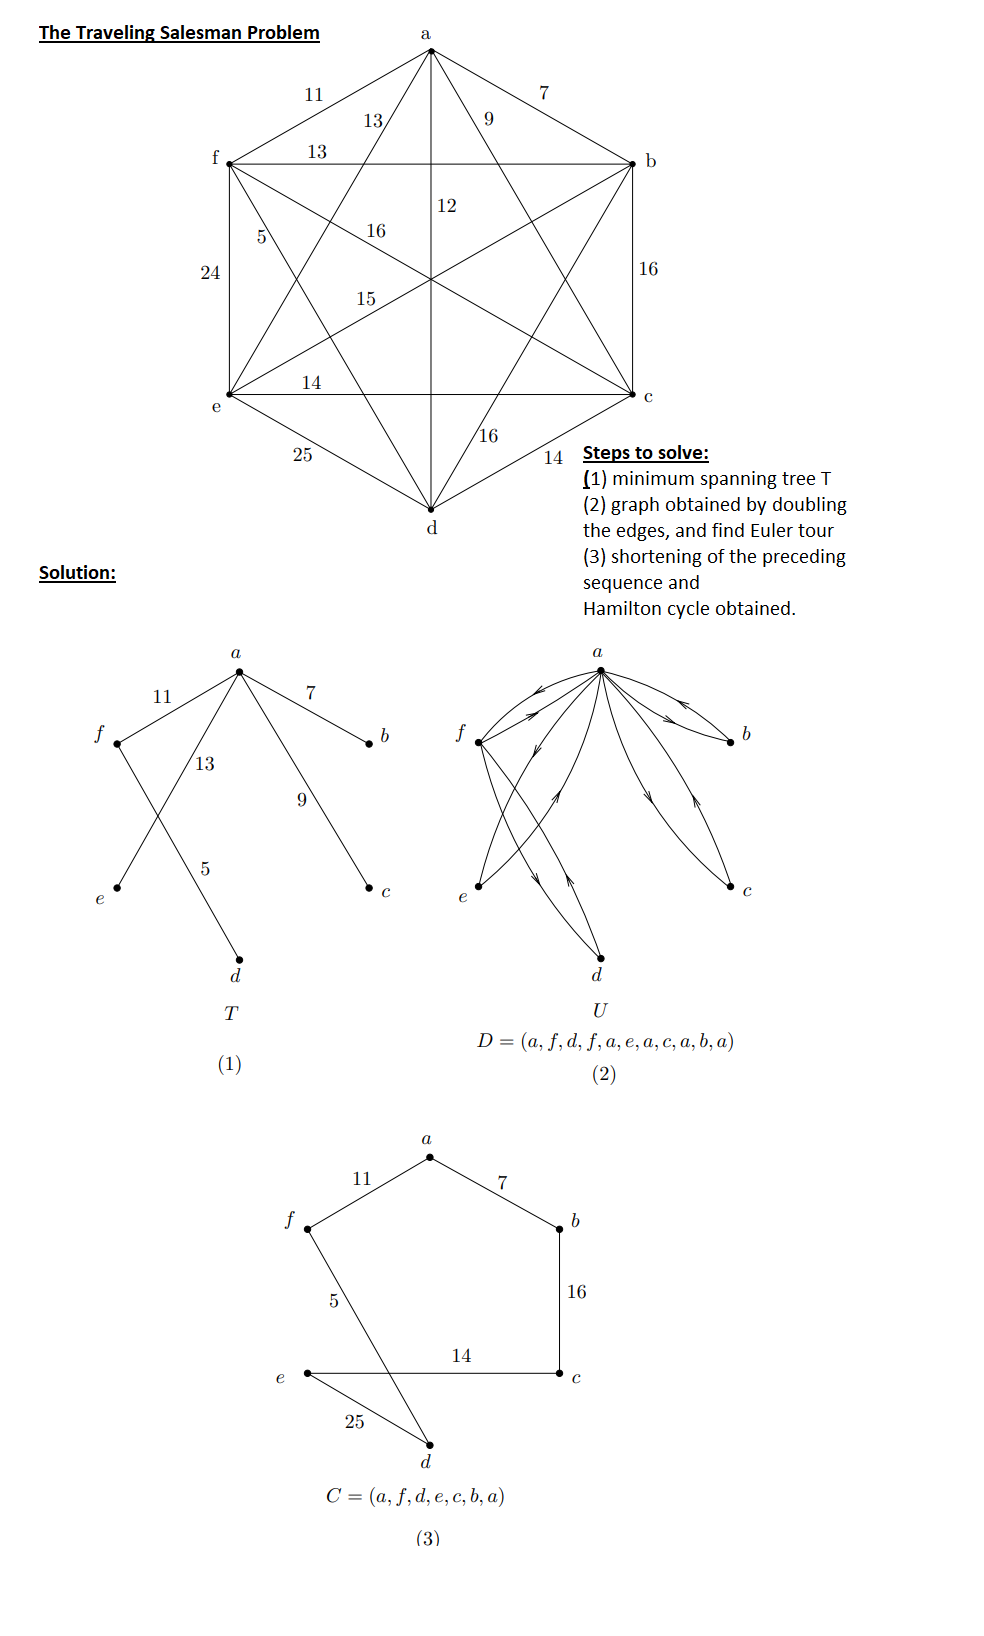 The Traveling Salesman Problem
a
11
7
13
9
13
f
b
12
5
16
24
16
15
14
e
c
16
25
14
d
Steps to solve:
(1) minimum spanning tree T
(2) graph obtained by doubling
the edges, and find Euler tour
(3) shortening of the preceding
sequence and
Hamilton cycle obtained.
Solution:
a
11
7
f
b
13
9
5
e
c
d
T
(1)
a
f
b
e
c
d
U
D = (a, f, d, f, a, e, a, c, a, b, a)
(2)
a
11
7
f
b
5
16
14
e
c
25
d
C = (a, f, d, e, c, b, a)
(3)